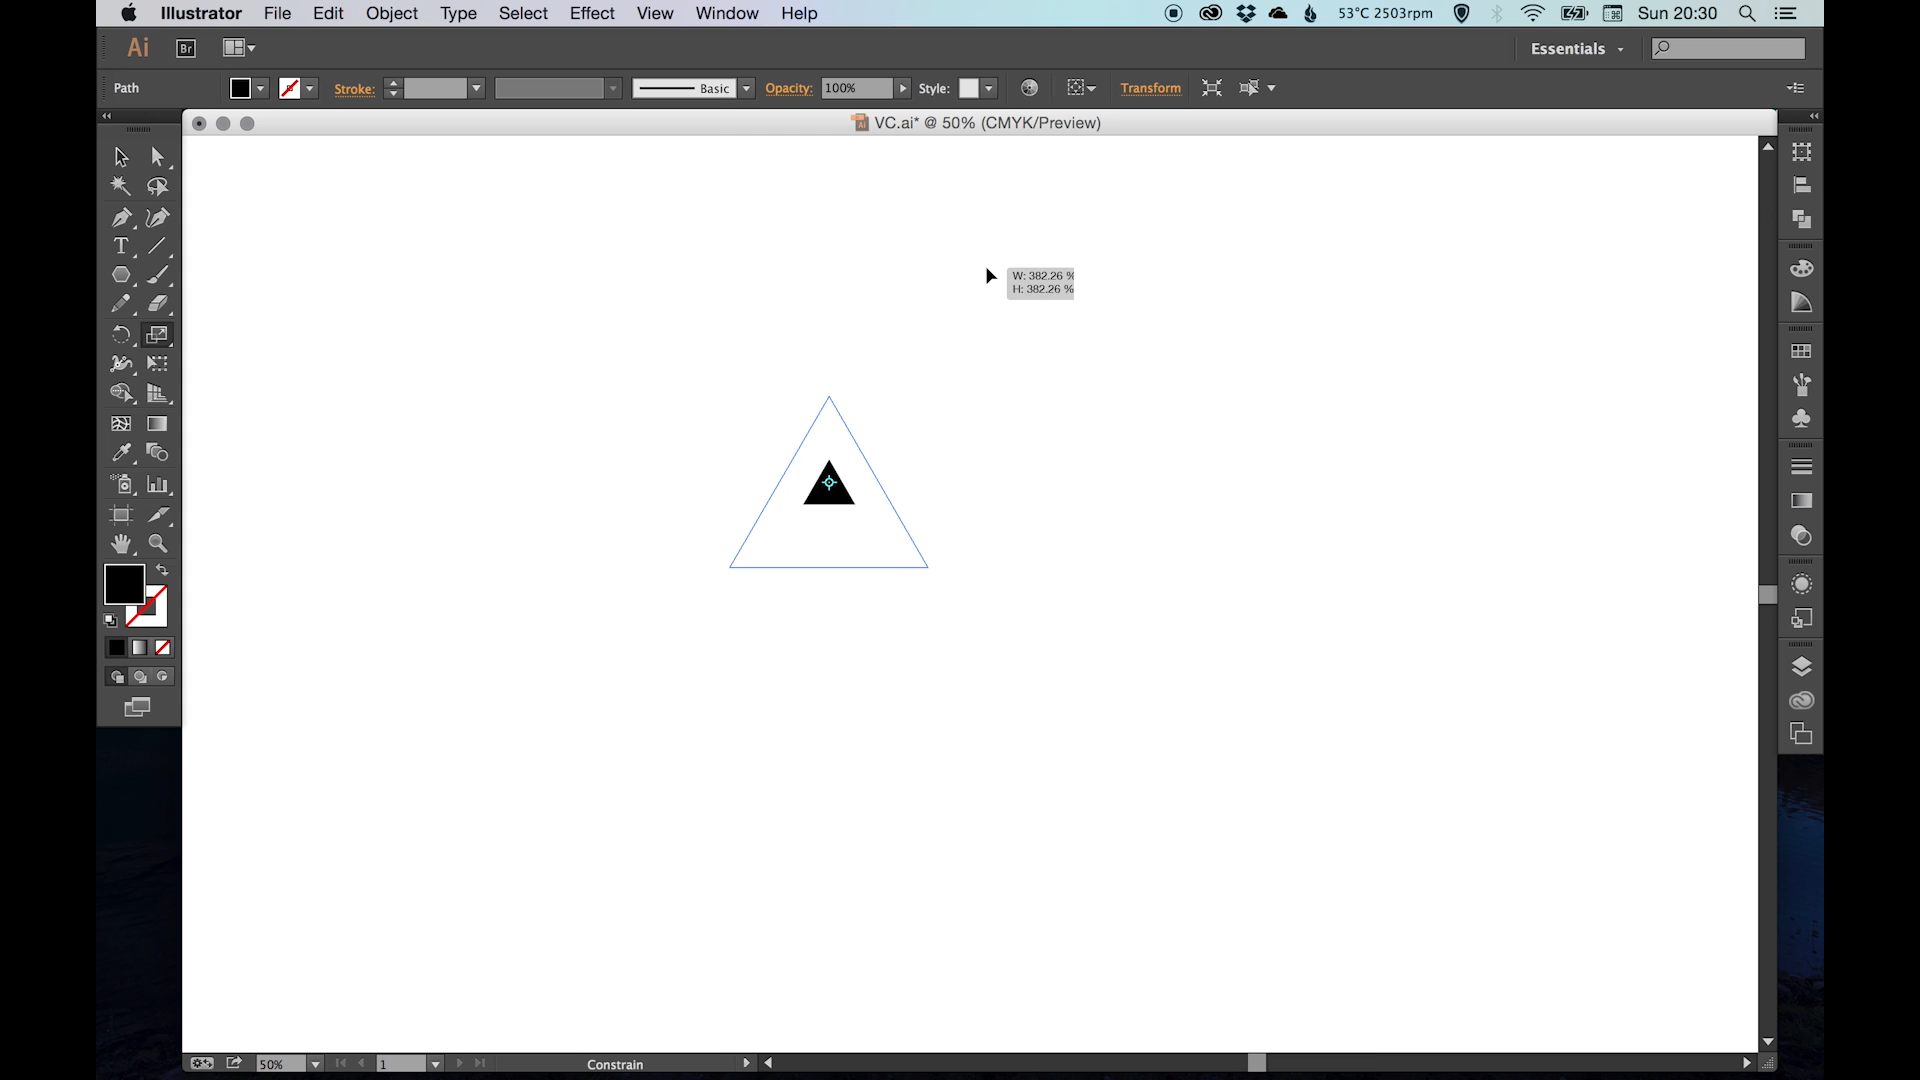 Illustrator File Edit Object Type Select Effect View Window Help 53°C 2503rpm Sun 20:30
Ai Br Essentials
Path Stroke: Basic Opacity: 100% Style: Transform
VC.ai* @ 50% (CMYK/Preview)
W: 382.26 %
H: 382.26 %
T
50% 1 Constrain